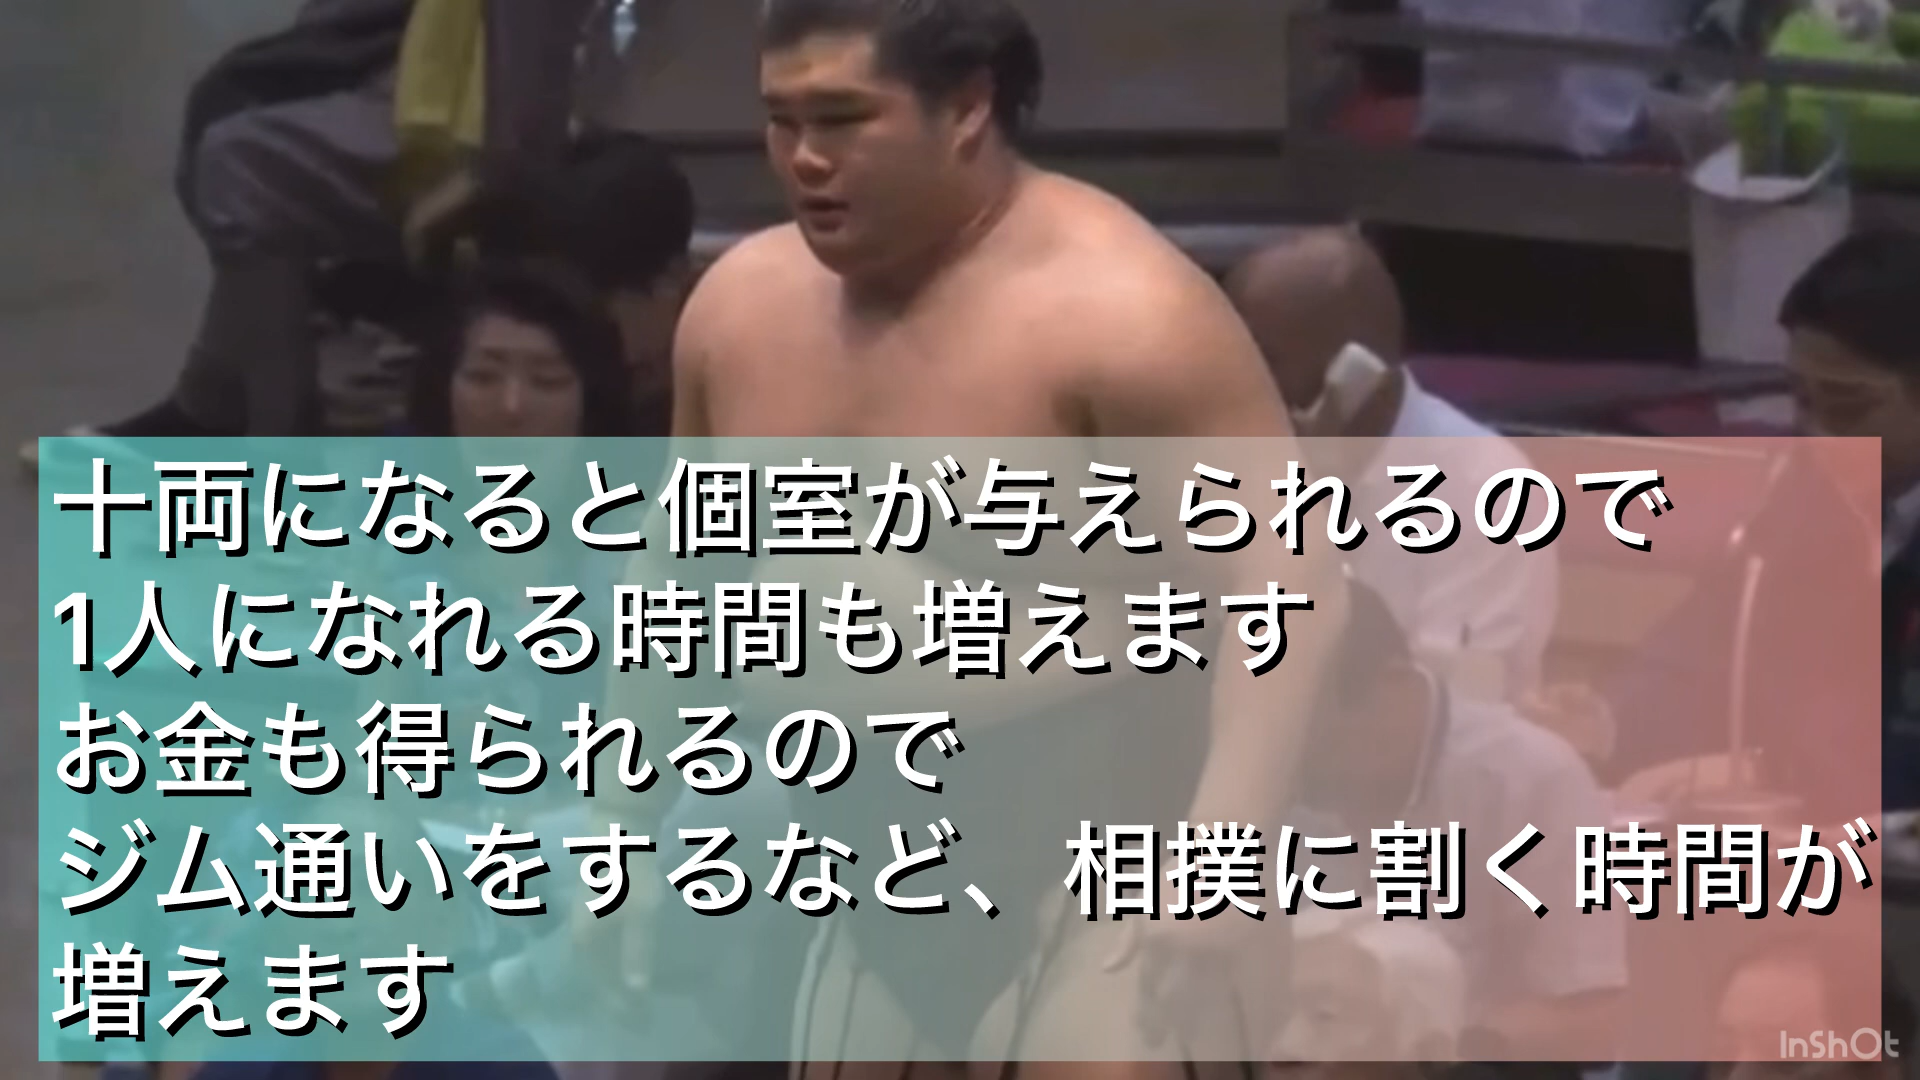 十両になると個室が与えられるので
1人になれる時間も増えます
お金も得られるので
ジム通いをするなど、相撲に割く時間が
増えます
InShOt